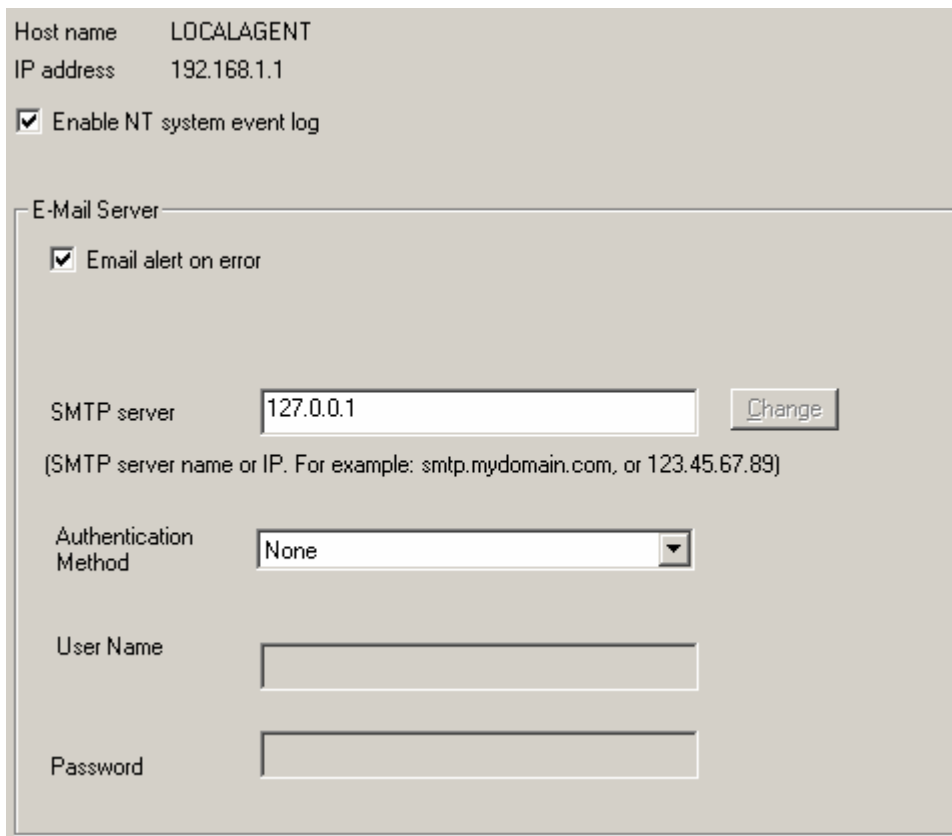 Host name LOCALAGENT
IP address 192.168.1.1
Enable NT system event log
E-Mail Server
Email alert on error
SMTP server 127.0.0.1 Change
(SMTP server name or IP. For example: smtp.mydomain.com, or 123.45.67.89)
Authentication
Method
None
User Name
Password